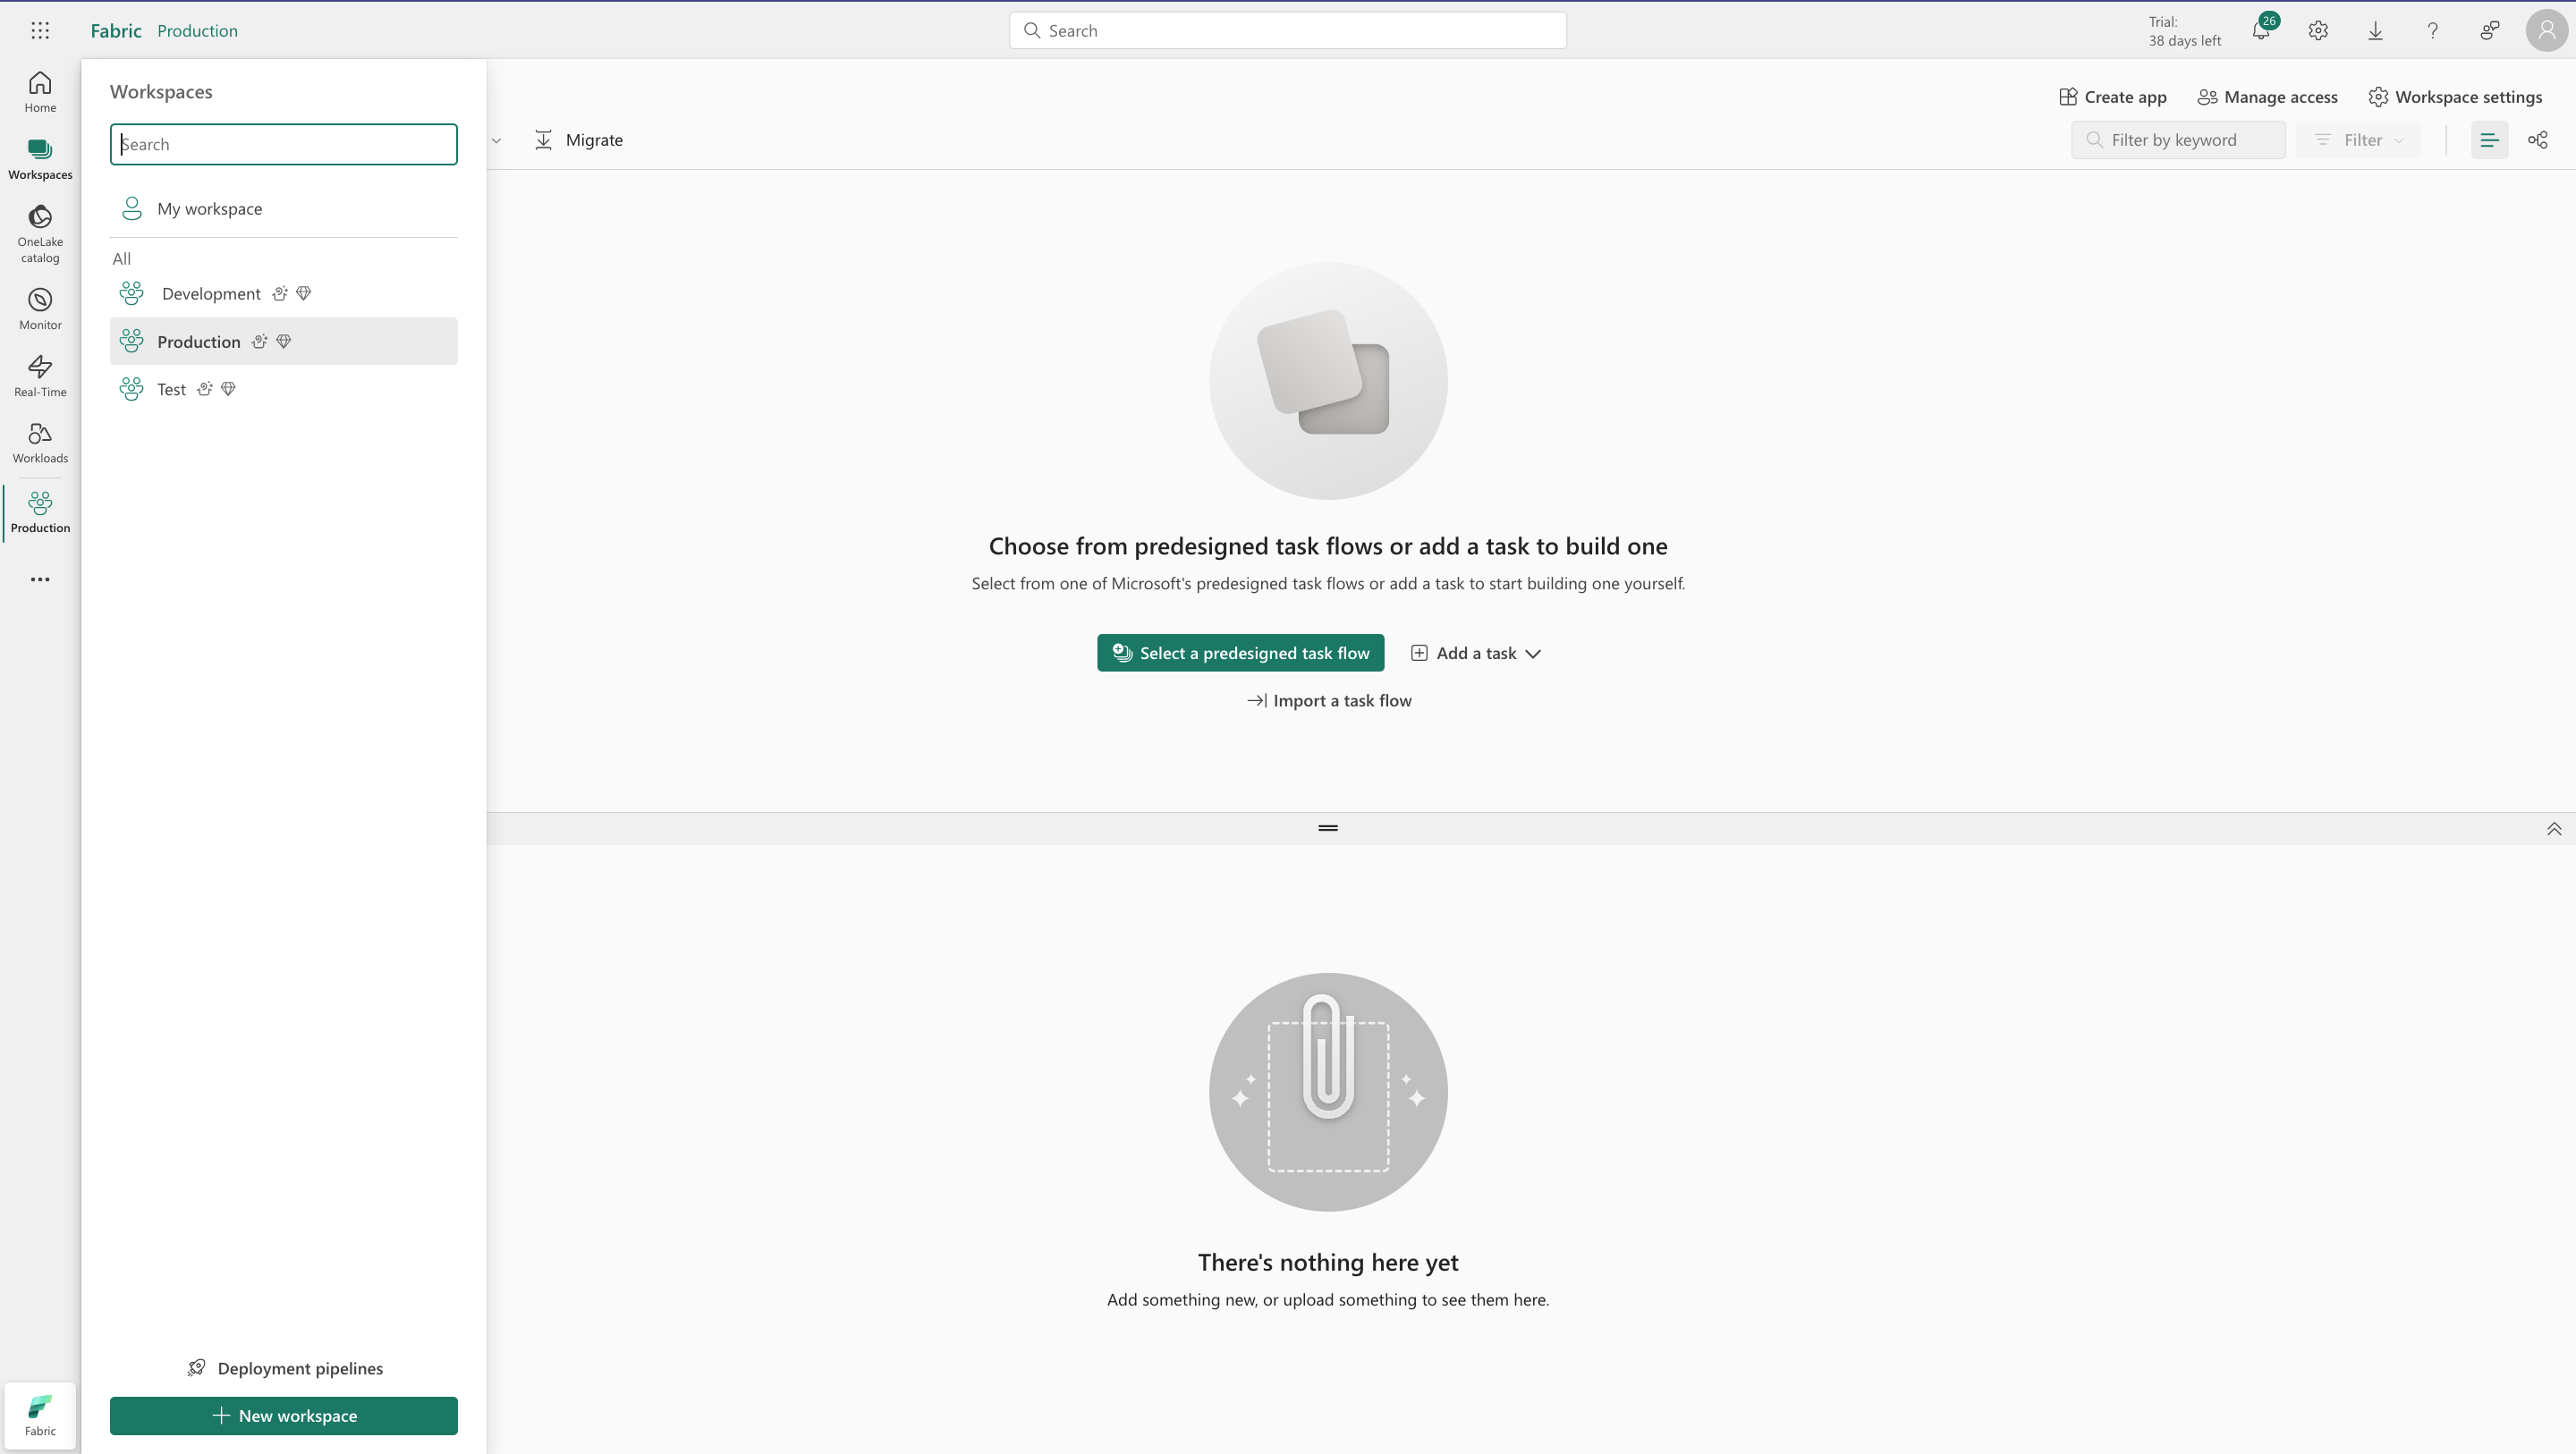 Fabric Production
Search
Trial:
38 days left
26
Home
Workspaces
OneLake
catalog
Monitor
Real-Time
Workloads
Production
Fabric
Workspaces
Search
My workspace
All
Development
Production
Test
Deployment pipelines
New workspace
Create app Manage access Workspace settings
Migrate
Filter by keyword Filter
Choose from predesigned task flows or add a task to build one
Select from one of Microsoft's predesigned task flows or add a task to start building one yourself.
Select a predesigned task flow Add a task
Import a task flow
There's nothing here yet
Add something new, or upload something to see them here.